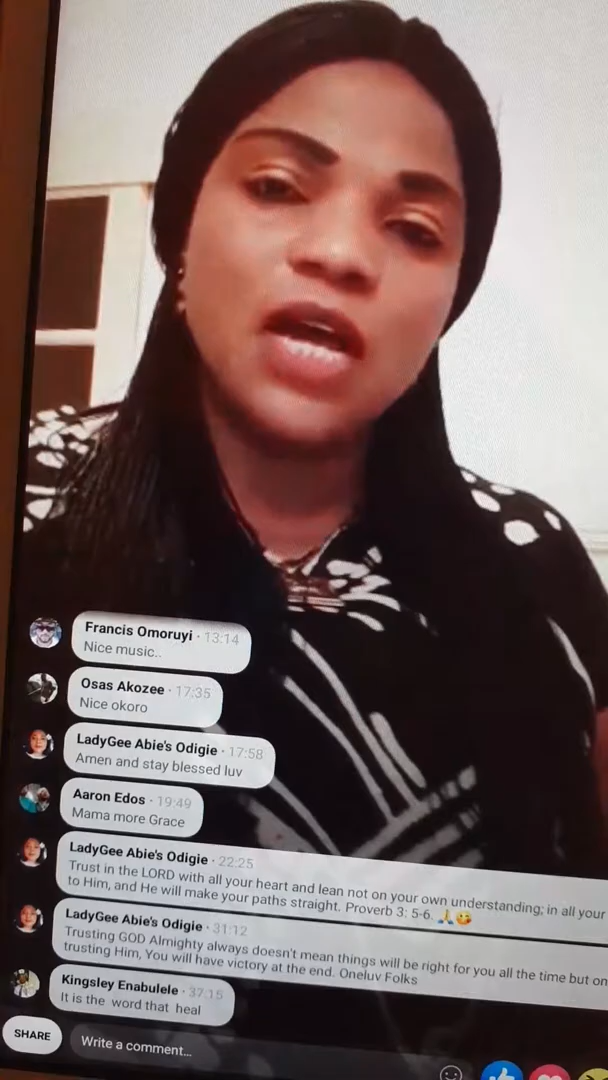 Francis Omoruyi · 13:14
Nice music..
Osas Akozee · 17:35
Nice okoro
LadyGee Abie's Odigie · 17:58
Amen and stay blessed luv
Aaron Edos · 19:49
Mama more Grace
LadyGee Abie's Odigie · 22:25
Trust in the LORD with all your heart and lean not on your own understanding; in all your
to Him, and He will make your paths straight. Proverb 3: 5-6. 🙏😋
LadyGee Abie's Odigie · 31:12
Trusting GOD Almighty always doesn't mean things will be right for you all the time but on
trusting Him, You will have victory at the end. Oneluv Folks
Kingsley Enabulele · 37:15
It is the word that heal
SHARE
Write a comment...